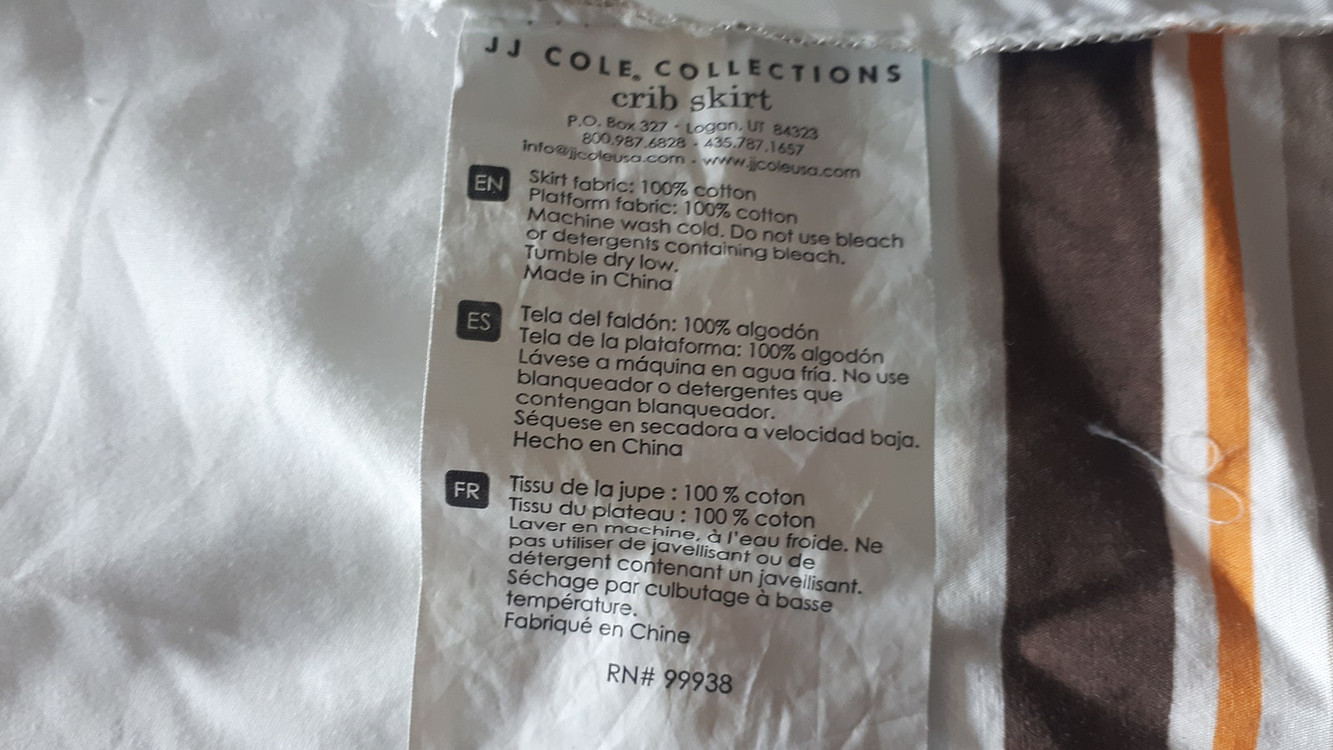 JJ COLE® COLLECTIONS
crib skirt
P.O. Box 327 · Logan, UT 84323
800.987.6828 · 435.787.1657
info@jjcoleusa.com · www.jjcoleusa.com
EN
Skirt fabric: 100% cotton
Platform fabric: 100% cotton
Machine wash cold. Do not use bleach
or detergents containing bleach.
Tumble dry low.
Made in China
ES
Tela del faldón: 100% algodón
Tela de la plataforma: 100% algodón
Lávese a máquina en agua fría. No use
blanqueador o detergentes que
contengan blanqueador.
Séquese en secadora a velocidad baja.
Hecho en China
FR
Tissu de la jupe : 100 % coton
Tissu du plateau : 100 % coton
Laver en machine, à l'eau froide. Ne
pas utiliser de javellisant ou de
détergent contenant un javellisant.
Séchage par culbutage à basse
température.
Fabriqué en Chine
RN# 99938